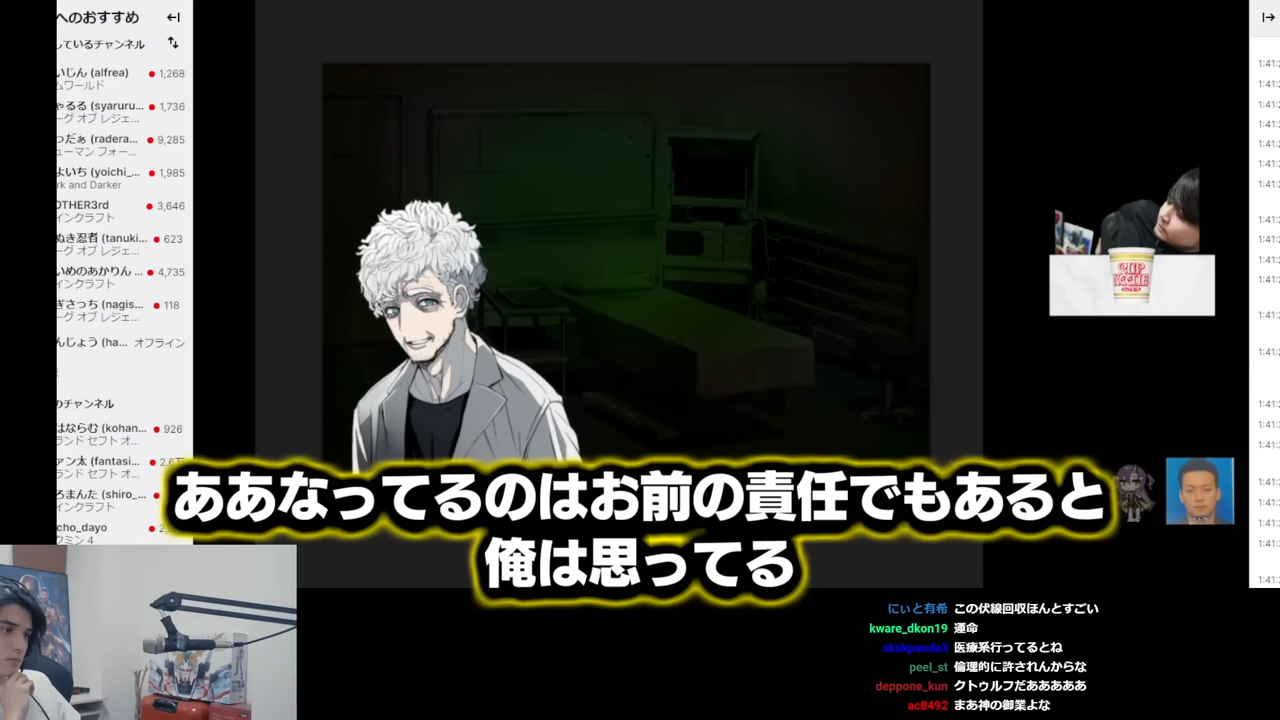 へのおすすめ
しているチャンネル
いじん (alfrea) 1,268
ムワールド
ゃるる (syaruru... 1,736
ーグ オブ レジェ...
っだぁ (radera... 9,285
ューマン フォー...
よいち (yoichi_... 1,985
rk and Darker
OTHER3rd 3,646
インクラフト
ぬき忍者 (tanuki... 623
ーグ オブ レジェ...
いめのあかりん ... 4,735
インクラフト
ぎさっち (nagis... 118
ーグ オブ レジェ...
んじょう (ha... オフライン
のチャンネル
はならむ (kohan... 926
ランド セフト オ...
ァン太 (fantasi...
ランド セフト オ...
ろまんた (shiro_...
インクラフト
cho_dayo
クミン 4
CUP NOODLE
ああなってるのはお前の責任でもあると
俺は思ってる
にぃと有希 この伏線回収ほんとすごい
kware_dkon19 運命
skskpanda3 医療系行ってるとね
peel_st 倫理的に許されんからな
deppone_kun クトゥルフだあああああ
ac8492 まあ神の御業よな